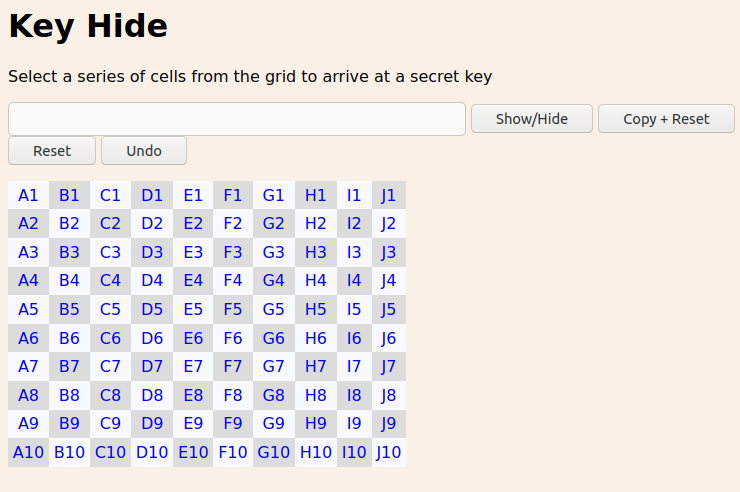 Key Hide
Select a series of cells from the grid to arrive at a secret key
Show/Hide Copy + Reset
Reset Undo
A1 B1 C1 D1 E1 F1 G1 H1 I1 J1
A2 B2 C2 D2 E2 F2 G2 H2 I2 J2
A3 B3 C3 D3 E3 F3 G3 H3 I3 J3
A4 B4 C4 D4 E4 F4 G4 H4 I4 J4
A5 B5 C5 D5 E5 F5 G5 H5 I5 J5
A6 B6 C6 D6 E6 F6 G6 H6 I6 J6
A7 B7 C7 D7 E7 F7 G7 H7 I7 J7
A8 B8 C8 D8 E8 F8 G8 H8 I8 J8
A9 B9 C9 D9 E9 F9 G9 H9 I9 J9
A10 B10 C10 D10 E10 F10 G10 H10 I10 J10